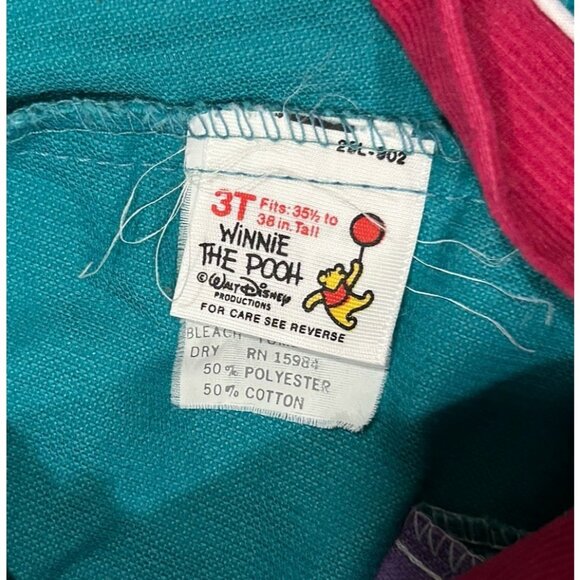 28L-902
3T Fits: 35½ to
38 in. Tall
WINNIE
THE POOH
© WALT DISNEY
PRODUCTIONS
FOR CARE SEE REVERSE
BLEACH
DRY RN 15984
50% POLYESTER
50% COTTON